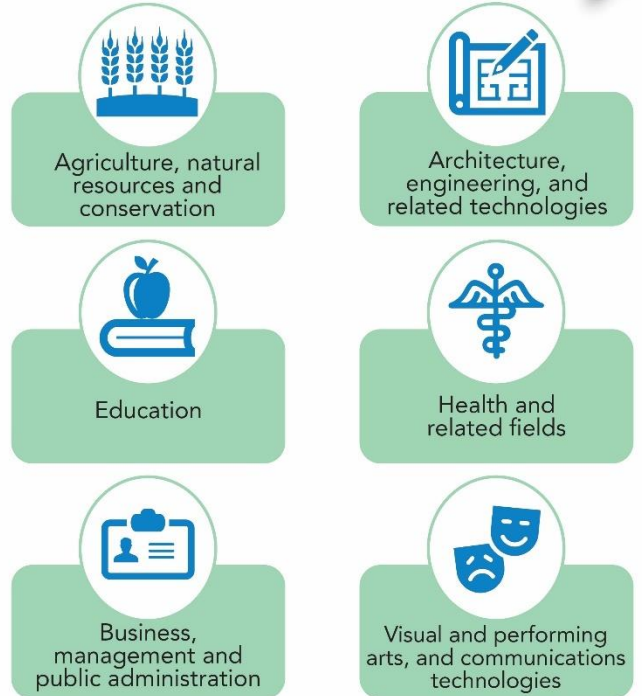 Agriculture, natural
resources and
conservation
Architecture,
engineering, and
related technologies
Education
Health and
related fields
Business,
management and
public administration
Visual and performing
arts, and communications
technologies